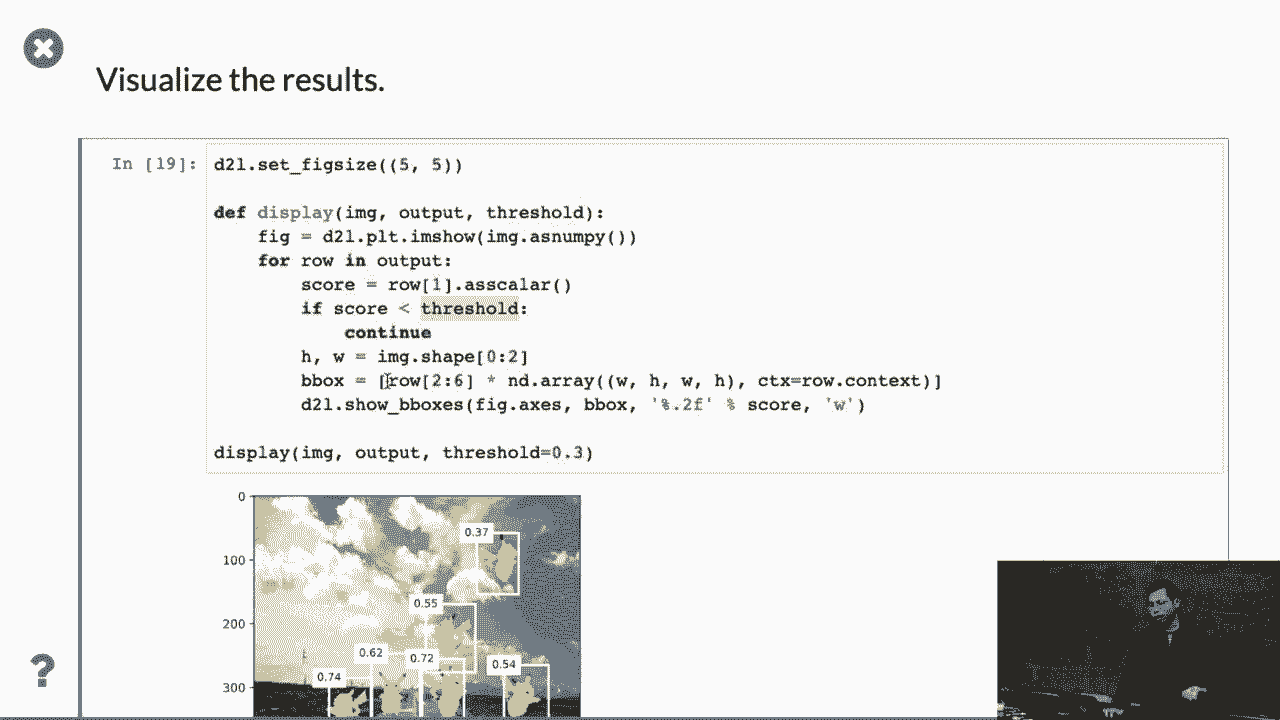 Visualize the results.
In [19]:
d2l.set_figsize((5, 5))
def display(img, output, threshold):
    fig = d2l.plt.imshow(img.asnumpy())
    for row in output:
        score = row[1].asscalar()
        if score < threshold:
            continue
        h, w = img.shape[0:2]
        bbox = [row[2:6] * nd.array((w, h, w, h), ctx=row.context)]
        d2l.show_bboxes(fig.axes, bbox, '%.2f' % score, 'w')
display(img, output, threshold=0.3)
0
0.37
100
0.55
200
0.62
0.72
0.54
0.74
300
?